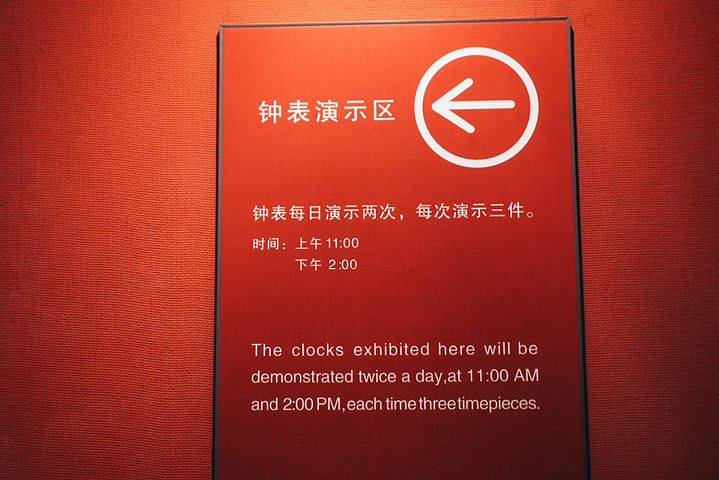 钟表演示区
钟表每日演示两次，每次演示三件。
时间：上午 11:00
下午 2:00
The clocks exhibited here will be
demonstrated twice a day,at 11:00 AM
and 2:00 PM,each time three timepieces.